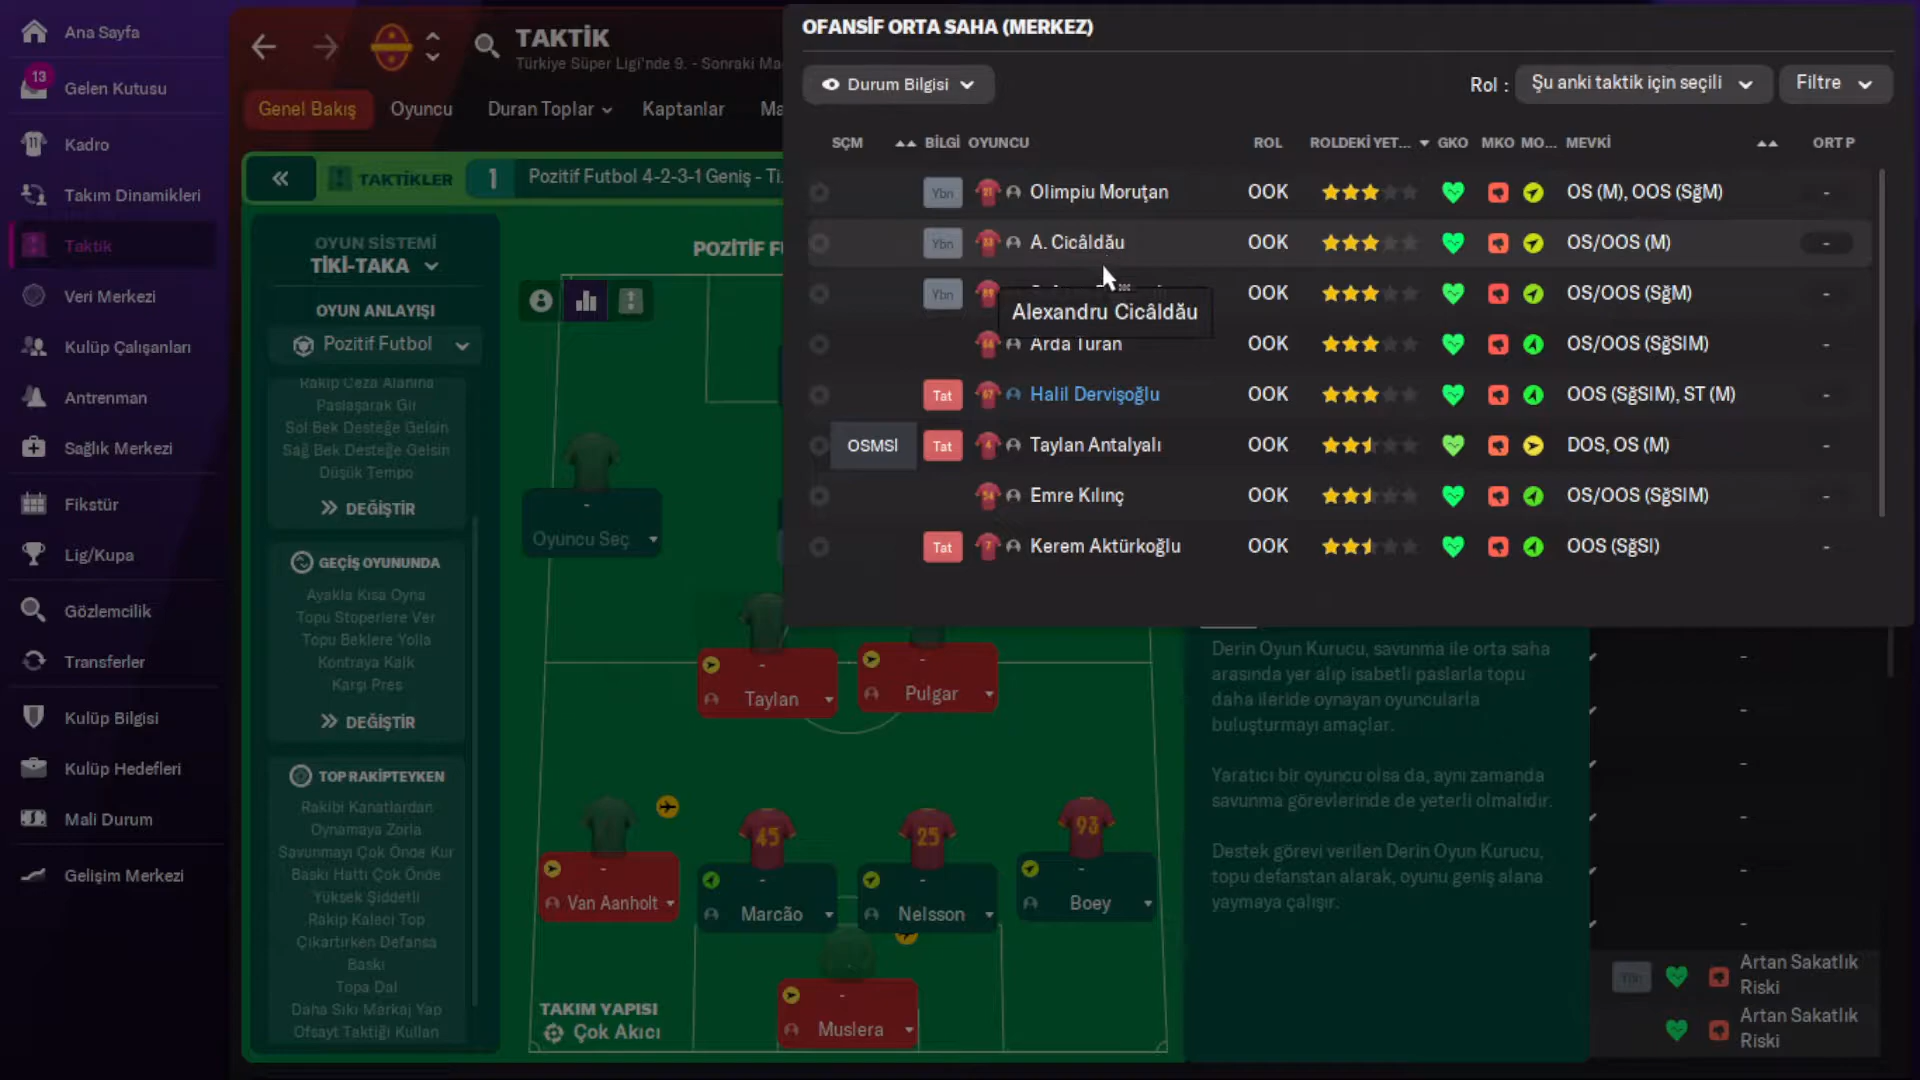 Ana Sayfa
13
Gelen Kutusu
Kadro
Takım Dinamikleri
Taktik
Veri Merkezi
Kulüp Çalışanları
Antrenman
Sağlık Merkezi
Fikstür
Lig/Kupa
Gözlemcilik
Transferler
Kulüp Bilgisi
Kulüp Hedefleri
Mali Durum
Gelişim Merkezi
TAKTİK
Türkiye Süper Ligi'nde 9. - Sonraki Ma
Genel Bakış
Oyuncu
Duran Toplar
Kaptanlar
Ma
TAKTİKLER
1
Pozitif Futbol 4-2-3-1 Geniş - Ti..
OYUN SİSTEMİ
TİKİ-TAKA
OYUN ANLAYIŞI
Pozitif Futbol
Rakip Ceza Alanına
Paslaşarak Gir
Sol Bek Desteğe Gelsin
Sağ Bek Desteğe Gelsin
Düşük Tempo
DEĞİŞTİR
GEÇİŞ OYUNUNDA
Ayakla Kısa Oyna
Topu Stoperlere Ver
Topu Beklere Yolla
Kontraya Kalk
Karşı Pres
DEĞİŞTİR
TOP RAKİPTEYKEN
Rakibi Kanatlardan
Oynamaya Zorla
Savunmayı Çok Önde Kur
Baskı Hattı Çok Önde
Yüksek Şiddetli
Rakip Kaleci Top
Çıkartırken Defansa
Baskı
Topa Dal
Daha Sıkı Markaj Yap
Ofsayt Taktiği Kullan
POZİTİF FU
-
Oyuncu Seç
-
Taylan
-
Pulgar
-
Van Aanholt
45
-
Marcão
25
-
Nelsson
93
-
Boey
-
Muslera
TAKIM YAPISI
Çok Akıcı
OFANSİF ORTA SAHA (MERKEZ)
Durum Bilgisi
Rol : Şu anki taktik için seçili
Filtre
SÇM BİLGİ OYUNCU ROL ROLDEKİ YET... GKO MKO MO... MEVKİ ORT P
Ybn 21 Olimpiu Moruţan OOK OS (M), OOS (SğM) -
Ybn 33 A. Cicâldău OOK OS/OOS (M) -
Ybn OOK OS/OOS (SğM) -
Alexandru Cicâldău
66 Arda Turan OOK OS/OOS (SğSlM) -
Tat 67 Halil Dervişoğlu OOK OOS (SğSlM), ST (M) -
OSMSl Tat 4 Taylan Antalyalı OOK DOS, OS (M) -
54 Emre Kılınç OOK OS/OOS (SğSlM) -
Tat 7 Kerem Aktürkoğlu OOK OOS (SğSl) -
Derin Oyun Kurucu, savunma ile orta saha
arasında yer alıp isabetli paslarla topu
daha ileride oynayan oyuncularla
buluşturmayı amaçlar.
Yaratıcı bir oyuncu olsa da, aynı zamanda
savunma görevlerinde de yeterli olmalıdır.
Destek görevi verilen Derin Oyun Kurucu,
topu defanstan alarak, oyunu geniş alana
yaymaya çalışır.
-
-
-
-
-
-
Ybn
Artan Sakatlık
Riski
Artan Sakatlık
Riski